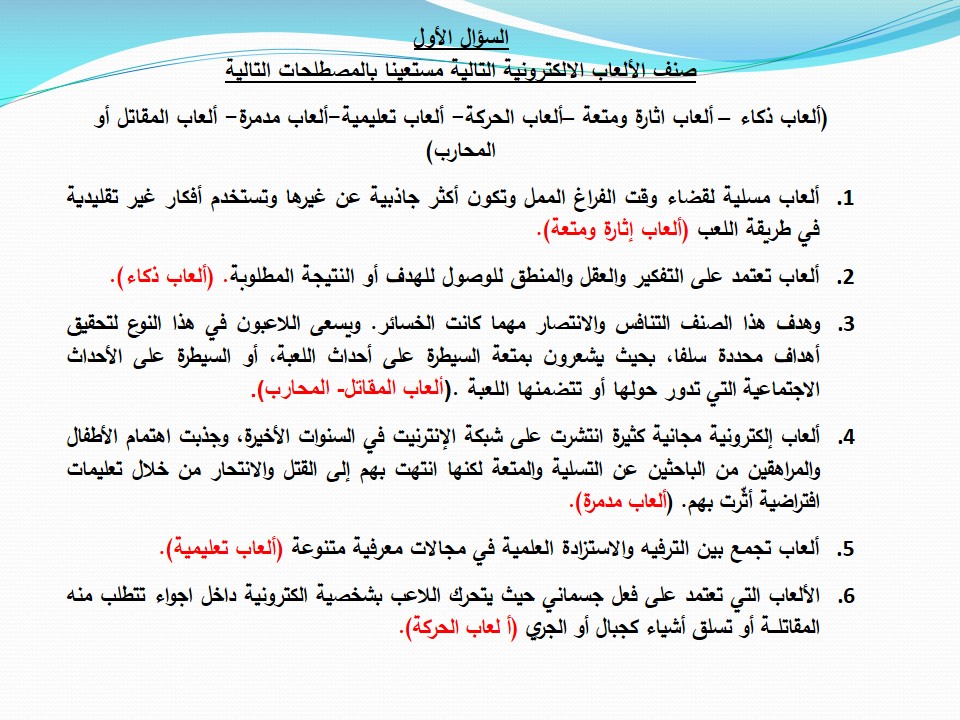 السؤال الأول
صنف الألعاب الالكترونية التالية مستعينا بالمصطلحات التالية
(ألعاب ذكاء – ألعاب اثارة ومتعة –ألعاب الحركة- ألعاب تعليمية-ألعاب مدمرة- ألعاب المقاتل أو
المحارب)
1. ألعاب مسلية لقضاء وقت الفراغ الممل وتكون أكثر جاذبية عن غيرها وتستخدم أفكار غير تقليدية
في طريقة اللعب (ألعاب إثارة ومتعة).
2. ألعاب تعتمد على التفكير والعقل والمنطق للوصول للهدف أو النتيجة المطلوبة. (ألعاب ذكاء).
3. وهدف هذا الصنف التنافس والانتصار مهما كانت الخسائر. ويسعى اللاعبون في هذا النوع لتحقيق
أهداف محددة سلفا، بحيث يشعرون بمتعة السيطرة على أحداث اللعبة، أو السيطرة على الأحداث
الاجتماعية التي تدور حولها أو تتضمنها اللعبة .(ألعاب المقاتل- المحارب).
4. ألعاب إلكترونية مجانية كثيرة انتشرت على شبكة الإنترنيت في السنوات الأخيرة، وجذبت اهتمام الأطفال
والمراهقين من الباحثين عن التسلية والمتعة لكنها انتهت بهم إلى القتل والانتحار من خلال تعليمات
افتراضية أثّرت بهم. (ألعاب مدمرة).
5. ألعاب تجمع بين الترفيه والاستزادة العلمية في مجالات معرفية متنوعة (ألعاب تعليمية).
6. الألعاب التي تعتمد على فعل جسماني حيث يتحرك اللاعب بشخصية الكترونية داخل اجواء تتطلب منه
المقاتلـة أو تسلق أشياء كجبال أو الجري (أ لعاب الحركة).